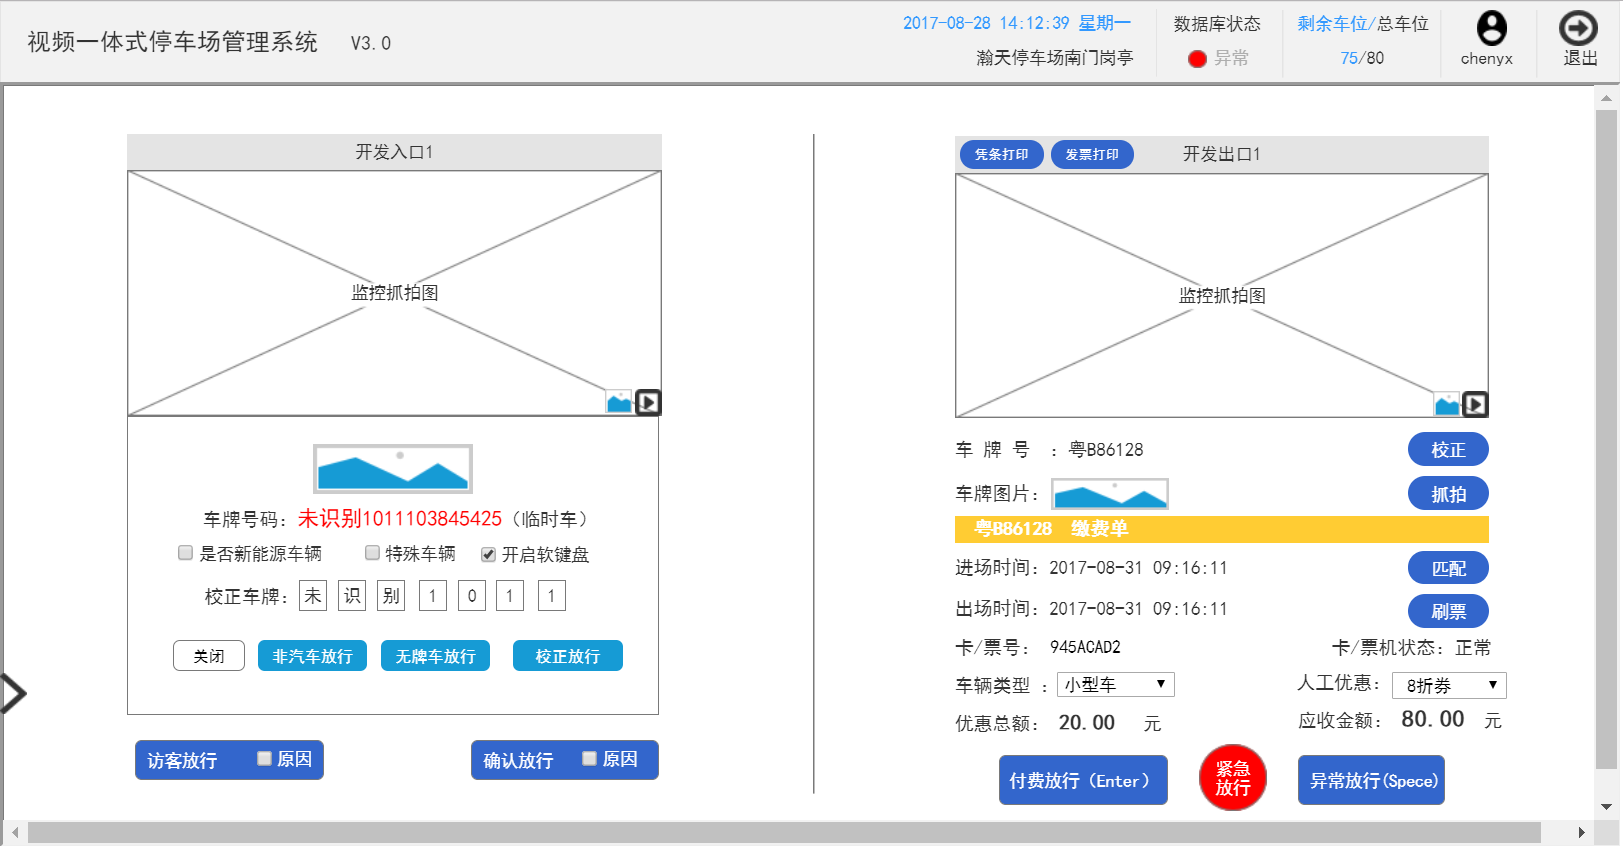 视频一体式停车场管理系统 V3.0
2017-08-28 14:12:39 星期一
瀚天停车场南门岗亭
数据库状态
异常
剩余车位/总车位
75/80
chenyx
退出
开发入口1
监控抓拍图
车牌号码：未识别1011103845425（临时车）
是否新能源车辆 特殊车辆 开启软键盘
校正车牌：未 识 别 1 0 1 1
关闭 非汽车放行 无牌车放行 校正放行
访客放行 原因 确认放行 原因
凭条打印 发票打印 开发出口1
监控抓拍图
车 牌 号 ：粤B86128 校正
车牌图片： 抓拍
粤B86128 缴费单
进场时间：2017-08-31 09:16:11 匹配
出场时间：2017-08-31 09:16:11 刷票
卡/票号： 945ACAD2 卡/票机状态：正常
车辆类型 ：小型车 人工优惠： 8折券
优惠总额： 20.00 元 应收金额： 80.00 元
付费放行（Enter） 紧急 异常放行(Spece)
放行